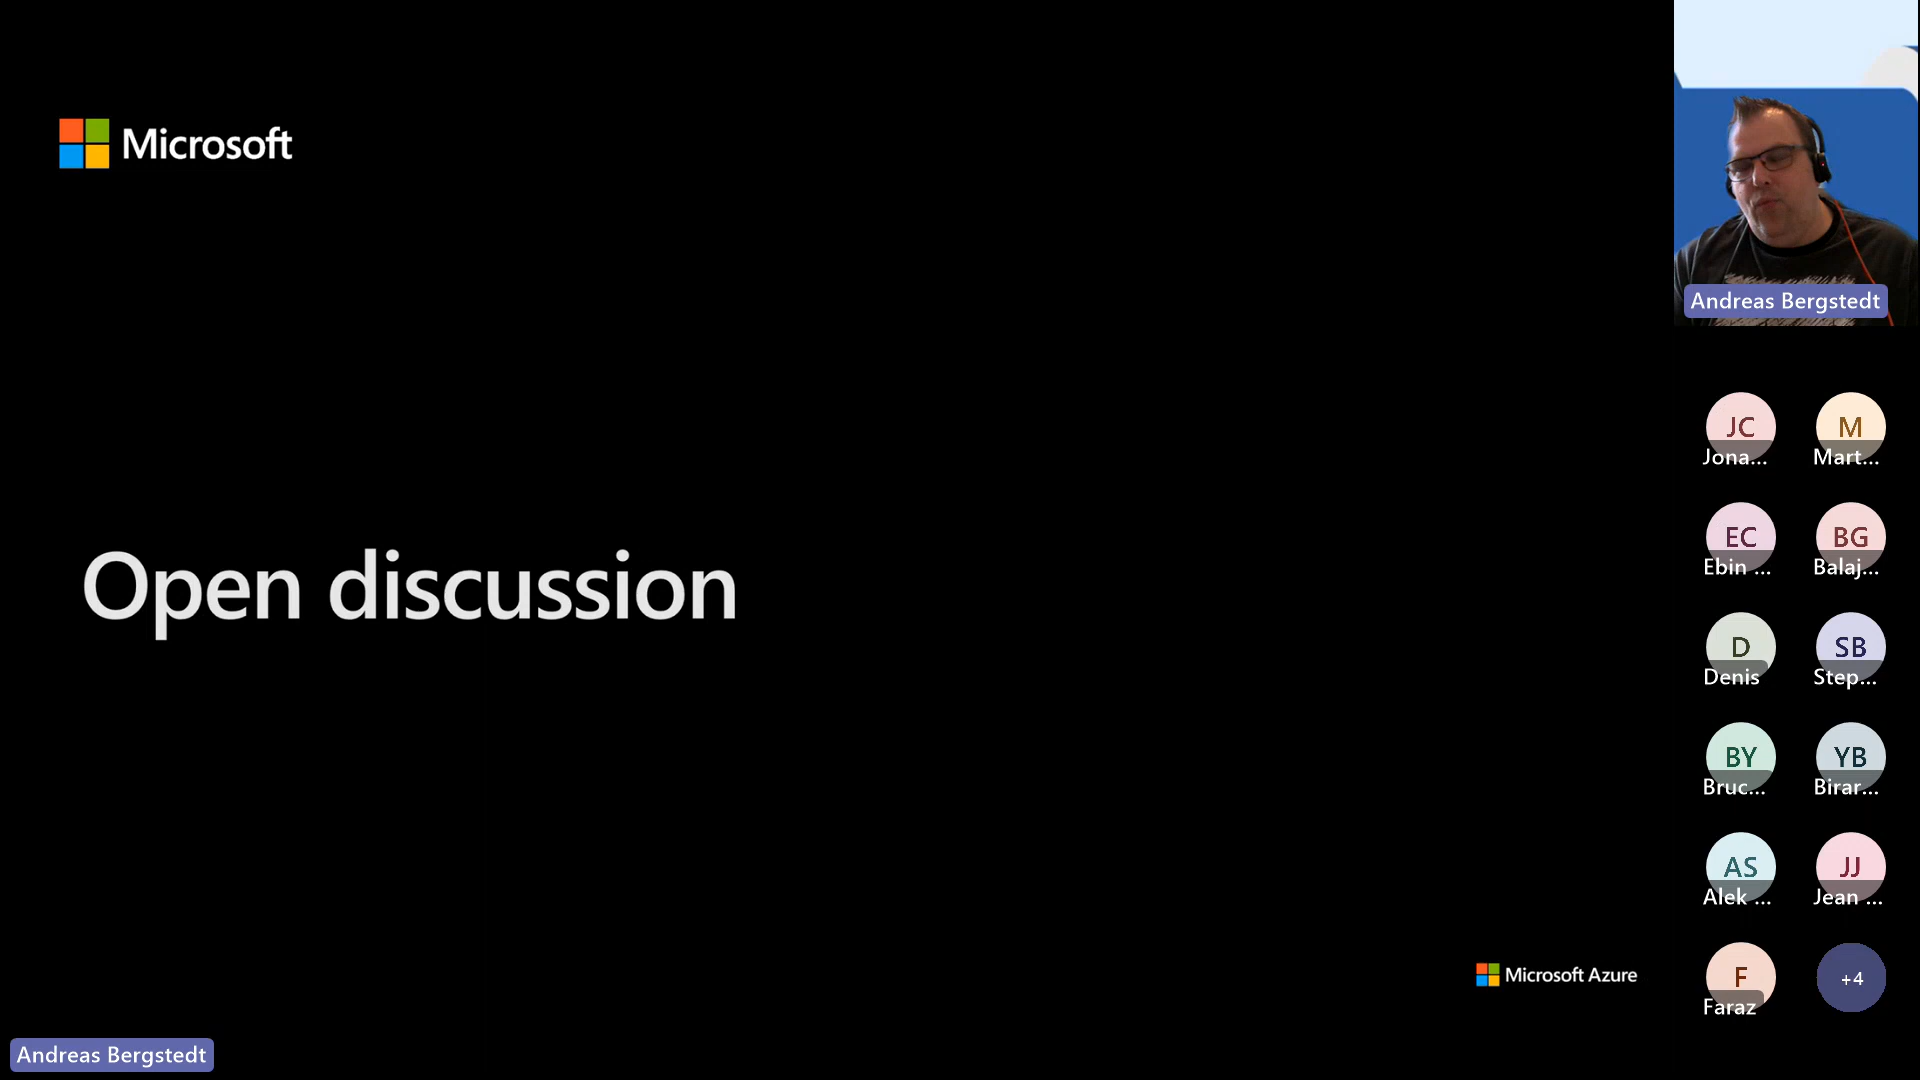 Microsoft
Open discussion
Microsoft Azure
Andreas Bergstedt
Andreas Bergstedt
JC
Jona...
M
Mart...
EC
Ebin ...
BG
Balaj...
D
Denis
SB
Step...
BY
Bruc...
YB
Birar...
AS
Alek ...
JJ
Jean ...
F
Faraz
+4